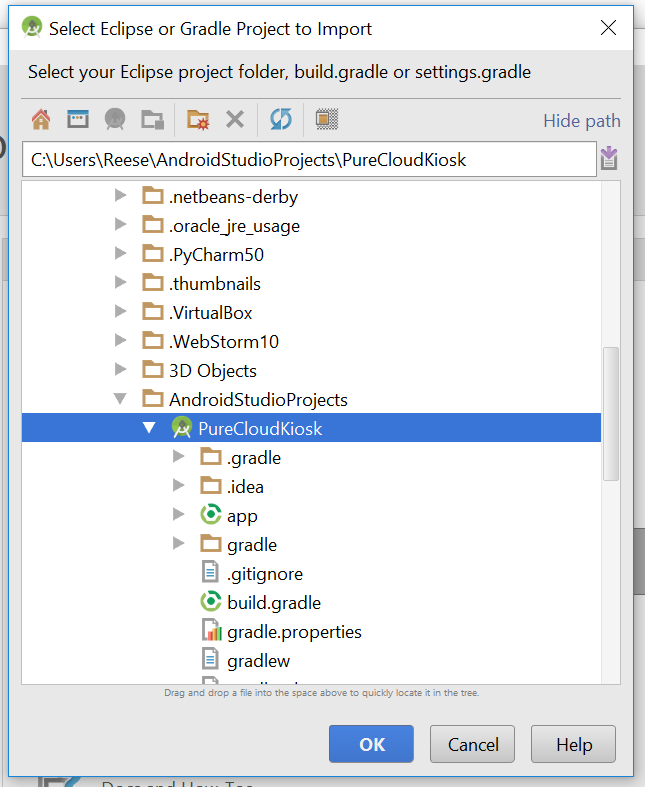 Select Eclipse or Gradle Project to Import
Select your Eclipse project folder, build.gradle or settings.gradle
Hide path
C:\Users\Reese\AndroidStudioProjects\PureCloudKiosk
.netbeans-derby
.oracle_jre_usage
.PyCharm50
.thumbnails
.VirtualBox
.WebStorm10
3D Objects
AndroidStudioProjects
PureCloudKiosk
.gradle
.idea
app
gradle
.gitignore
build.gradle
gradle.properties
gradlew
Drag and drop a file into the space above to quickly locate it in the tree.
OK Cancel Help